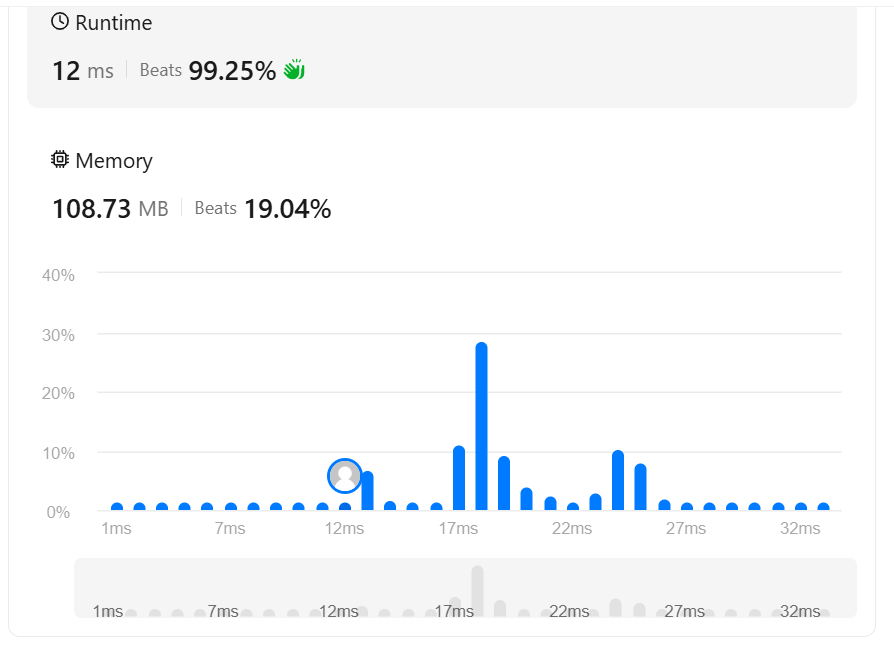 Runtime
12 ms Beats 99.25%
Memory
108.73 MB Beats 19.04%
40%
30%
20%
10%
0%
1ms 7ms 12ms 17ms 22ms 27ms 32ms
1ms 7ms 12ms 17ms 22ms 27ms 32ms